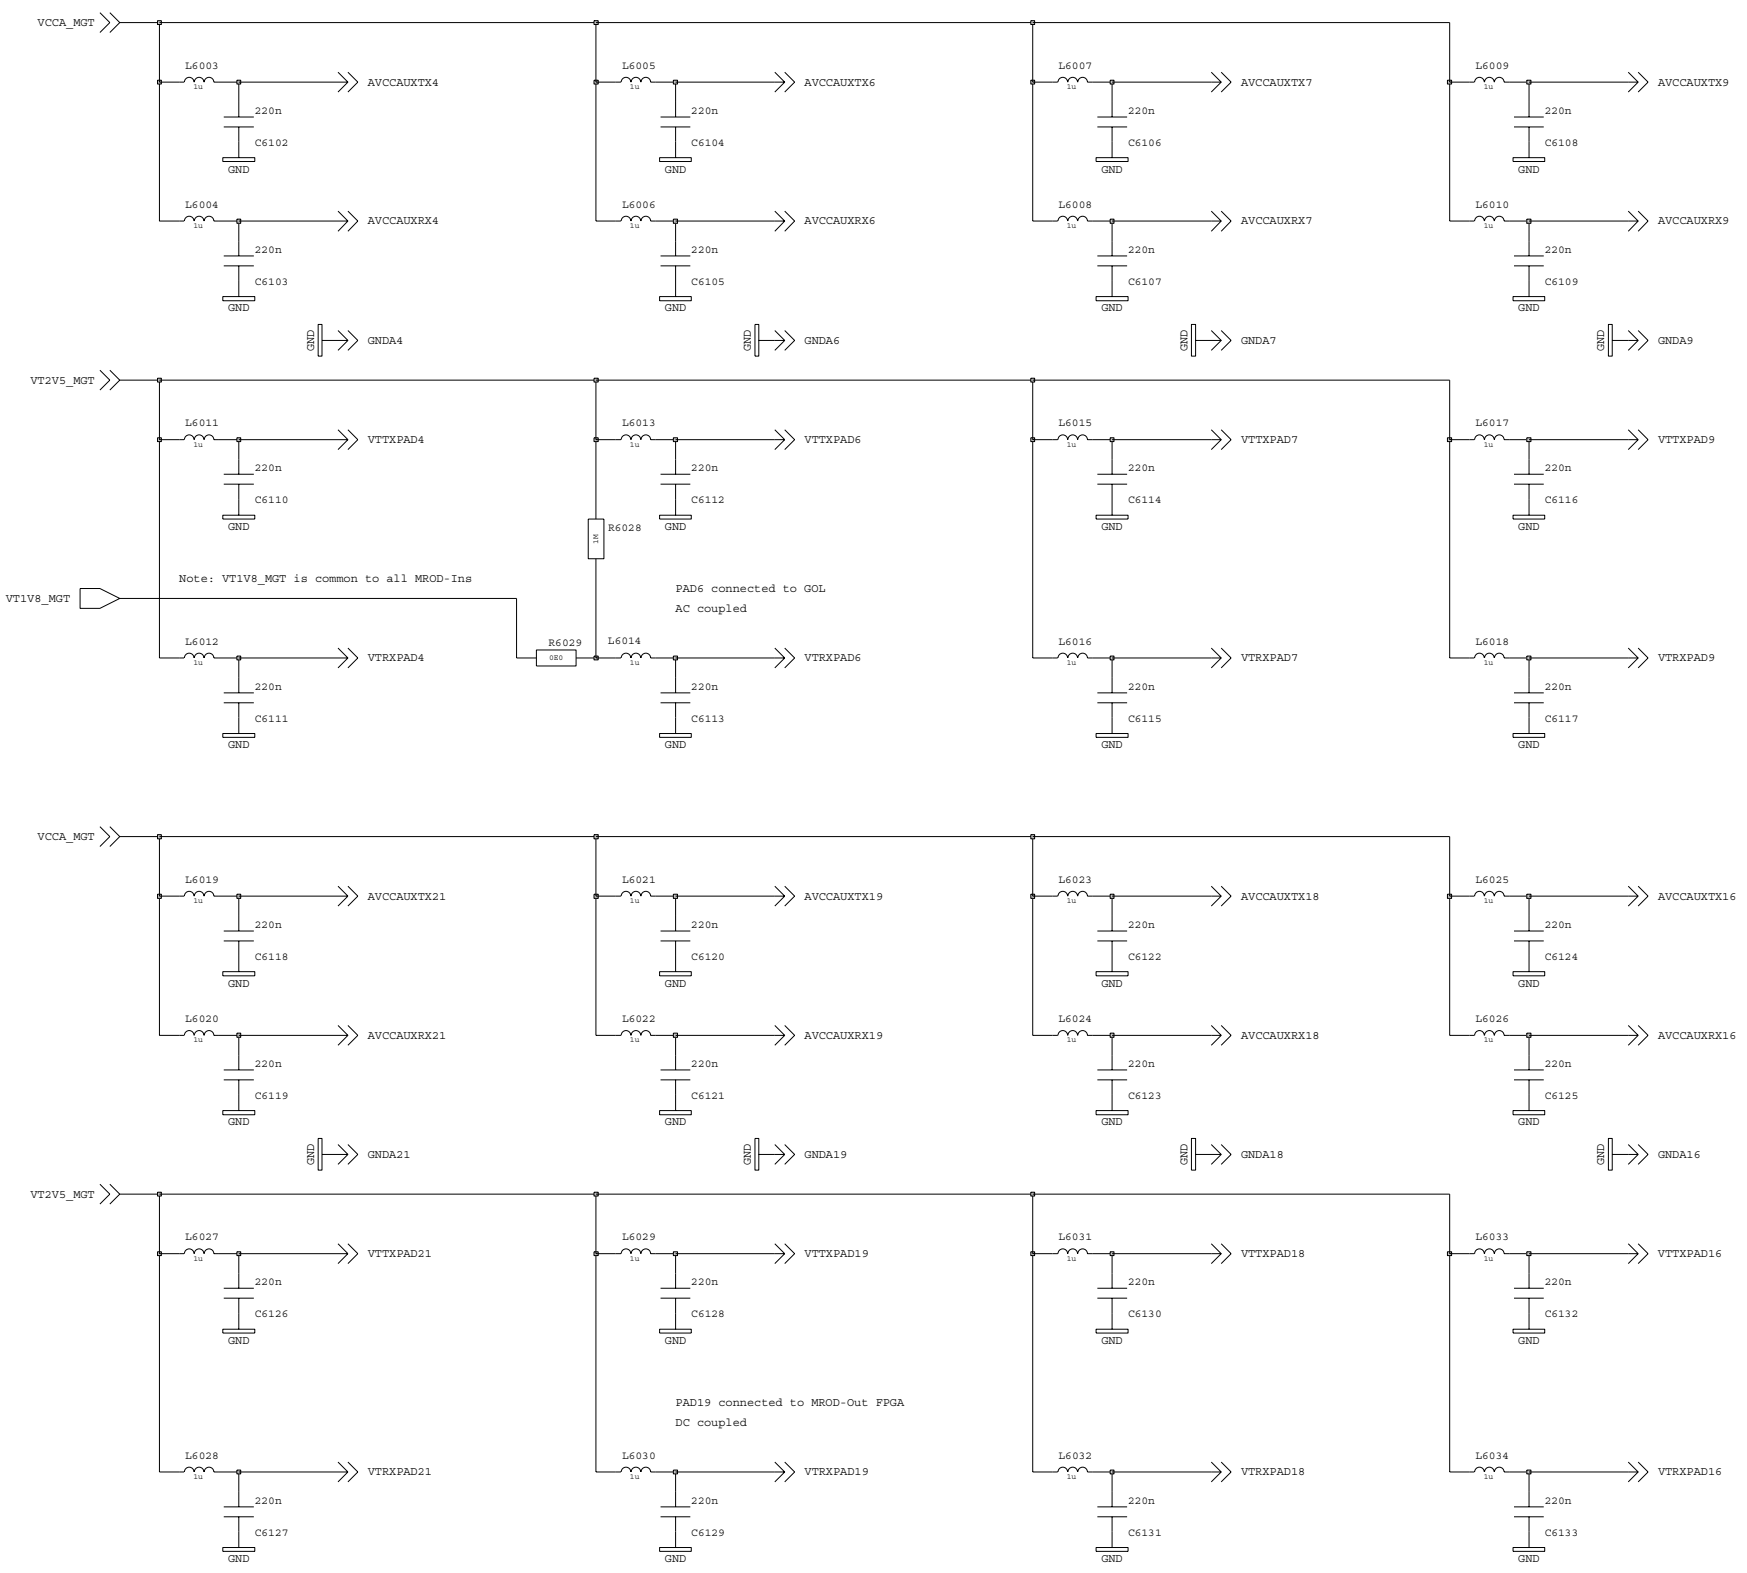 VCCA_MGT
L6003 L6005 L6007 L6009
1u AVCCAUXTX4 1u AVCCAUXTX6 1u AVCCAUXTX7 1u AVCCAUXTX9
220n 220n 220n 220n
C6102 C6104 C6106 C6108
GND GND GND GND
L6004 L6006 L6008 L6010
1u AVCCAUXRX4 1u AVCCAUXRX6 1u AVCCAUXRX7 1u AVCCAUXRX9
220n 220n 220n 220n
C6103 C6105 C6107 C6109
GND GND GND GND
GND GNDA4 GND GNDA6 GND GNDA7 GND GNDA9
VT2V5_MGT
L6011 L6013 L6015 L6017
1u VTTXPAD4 1u VTTXPAD6 1u VTTXPAD7 1u VTTXPAD9
220n 220n 220n 220n
C6110 C6112 C6114 C6116
GND GND GND
R6028
1M
Note: VT1V8_MGT is common to all MROD-Ins
PAD6 connected to GOL
VT1V8_MGT
AC coupled
L6012 R6029 L6014 L6016 L6018
1u VTRXPAD4 0E0 1u VTRXPAD6 1u VTRXPAD7 1u VTRXPAD9
220n 220n 220n 220n
C6111 C6113 C6115 C6117
GND GND GND GND
VCCA_MGT
L6019 L6021 L6023 L6025
1u AVCCAUXTX21 1u AVCCAUXTX19 1u AVCCAUXTX18 1u AVCCAUXTX16
220n 220n 220n 220n
C6118 C6120 C6122 C6124
GND GND GND GND
L6020 L6022 L6024 L6026
1u AVCCAUXRX21 1u AVCCAUXRX19 1u AVCCAUXRX18 1u AVCCAUXRX16
220n 220n 220n 220n
C6119 C6121 C6123 C6125
GND GND GND GND
GND GNDA21 GND GNDA19 GND GNDA18 GND GNDA16
VT2V5_MGT
L6027 L6029 L6031 L6033
1u VTTXPAD21 1u VTTXPAD19 1u VTTXPAD18 1u VTTXPAD16
220n 220n 220n 220n
C6126 C6128 C6130 C6132
GND GND GND GND
PAD19 connected to MROD-Out FPGA
DC coupled
L6028 L6030 L6032 L6034
1u VTRXPAD21 1u VTRXPAD19 1u VTRXPAD18 1u VTRXPAD16
220n 220n 220n 220n
C6127 C6129 C6131 C6133
GND GND GND GND